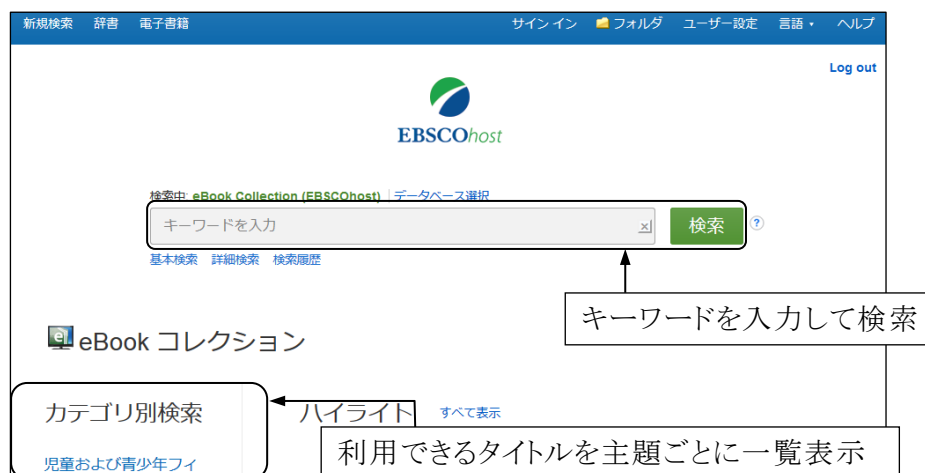 新規検索 辞書 電子書籍 サイン イン フォルダ ユーザー設定 言語 ヘルプ
Log out
EBSCOhost
検索中: eBook Collection (EBSCOhost) データベース選択
キーワードを入力 x 検索 ?
基本検索 詳細検索 検索履歴
キーワードを入力して検索
eBook コレクション
カテゴリ別検索 ハイライト すべて表示
利用できるタイトルを主題ごとに一覧表示
児童および青少年フィ